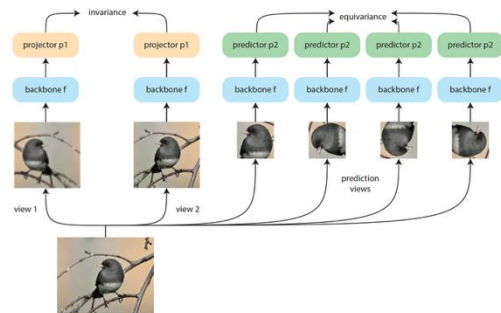 invariance
equivariance
projector p1
projector p1
predictor p2
predictor p2
predictor p2
predictor p2
backbone f
backbone f
backbone f
backbone f
backbone f
backbone f
prediction
views
view 1
view 2